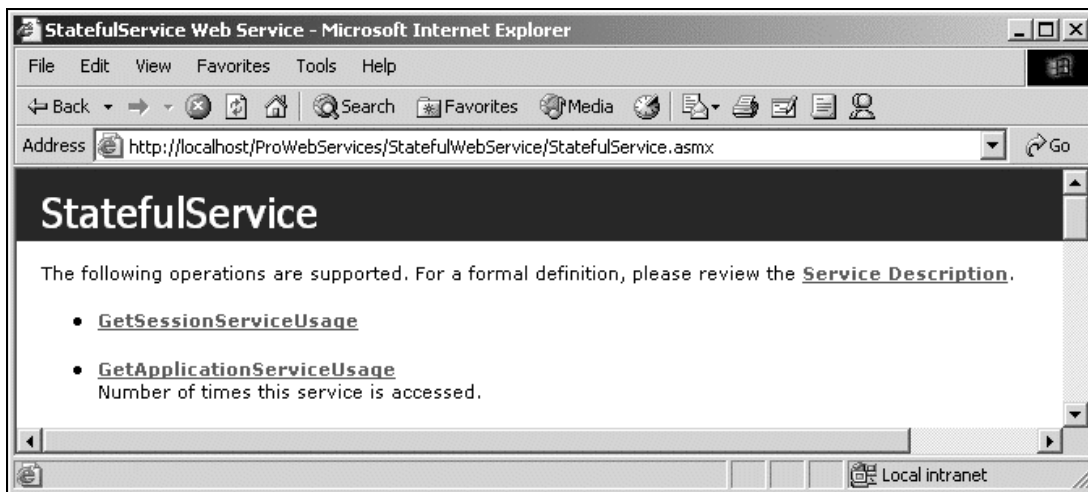 StatefulService Web Service - Microsoft Internet Explorer
File Edit View Favorites Tools Help
Back Search Favorites Media
Address http://localhost/ProWebServices/StatefulWebService/StatefulService.asmx Go
StatefulService
The following operations are supported. For a formal definition, please review the Service Description.
• GetSessionServiceUsage
• GetApplicationServiceUsage
Number of times this service is accessed.
Local intranet